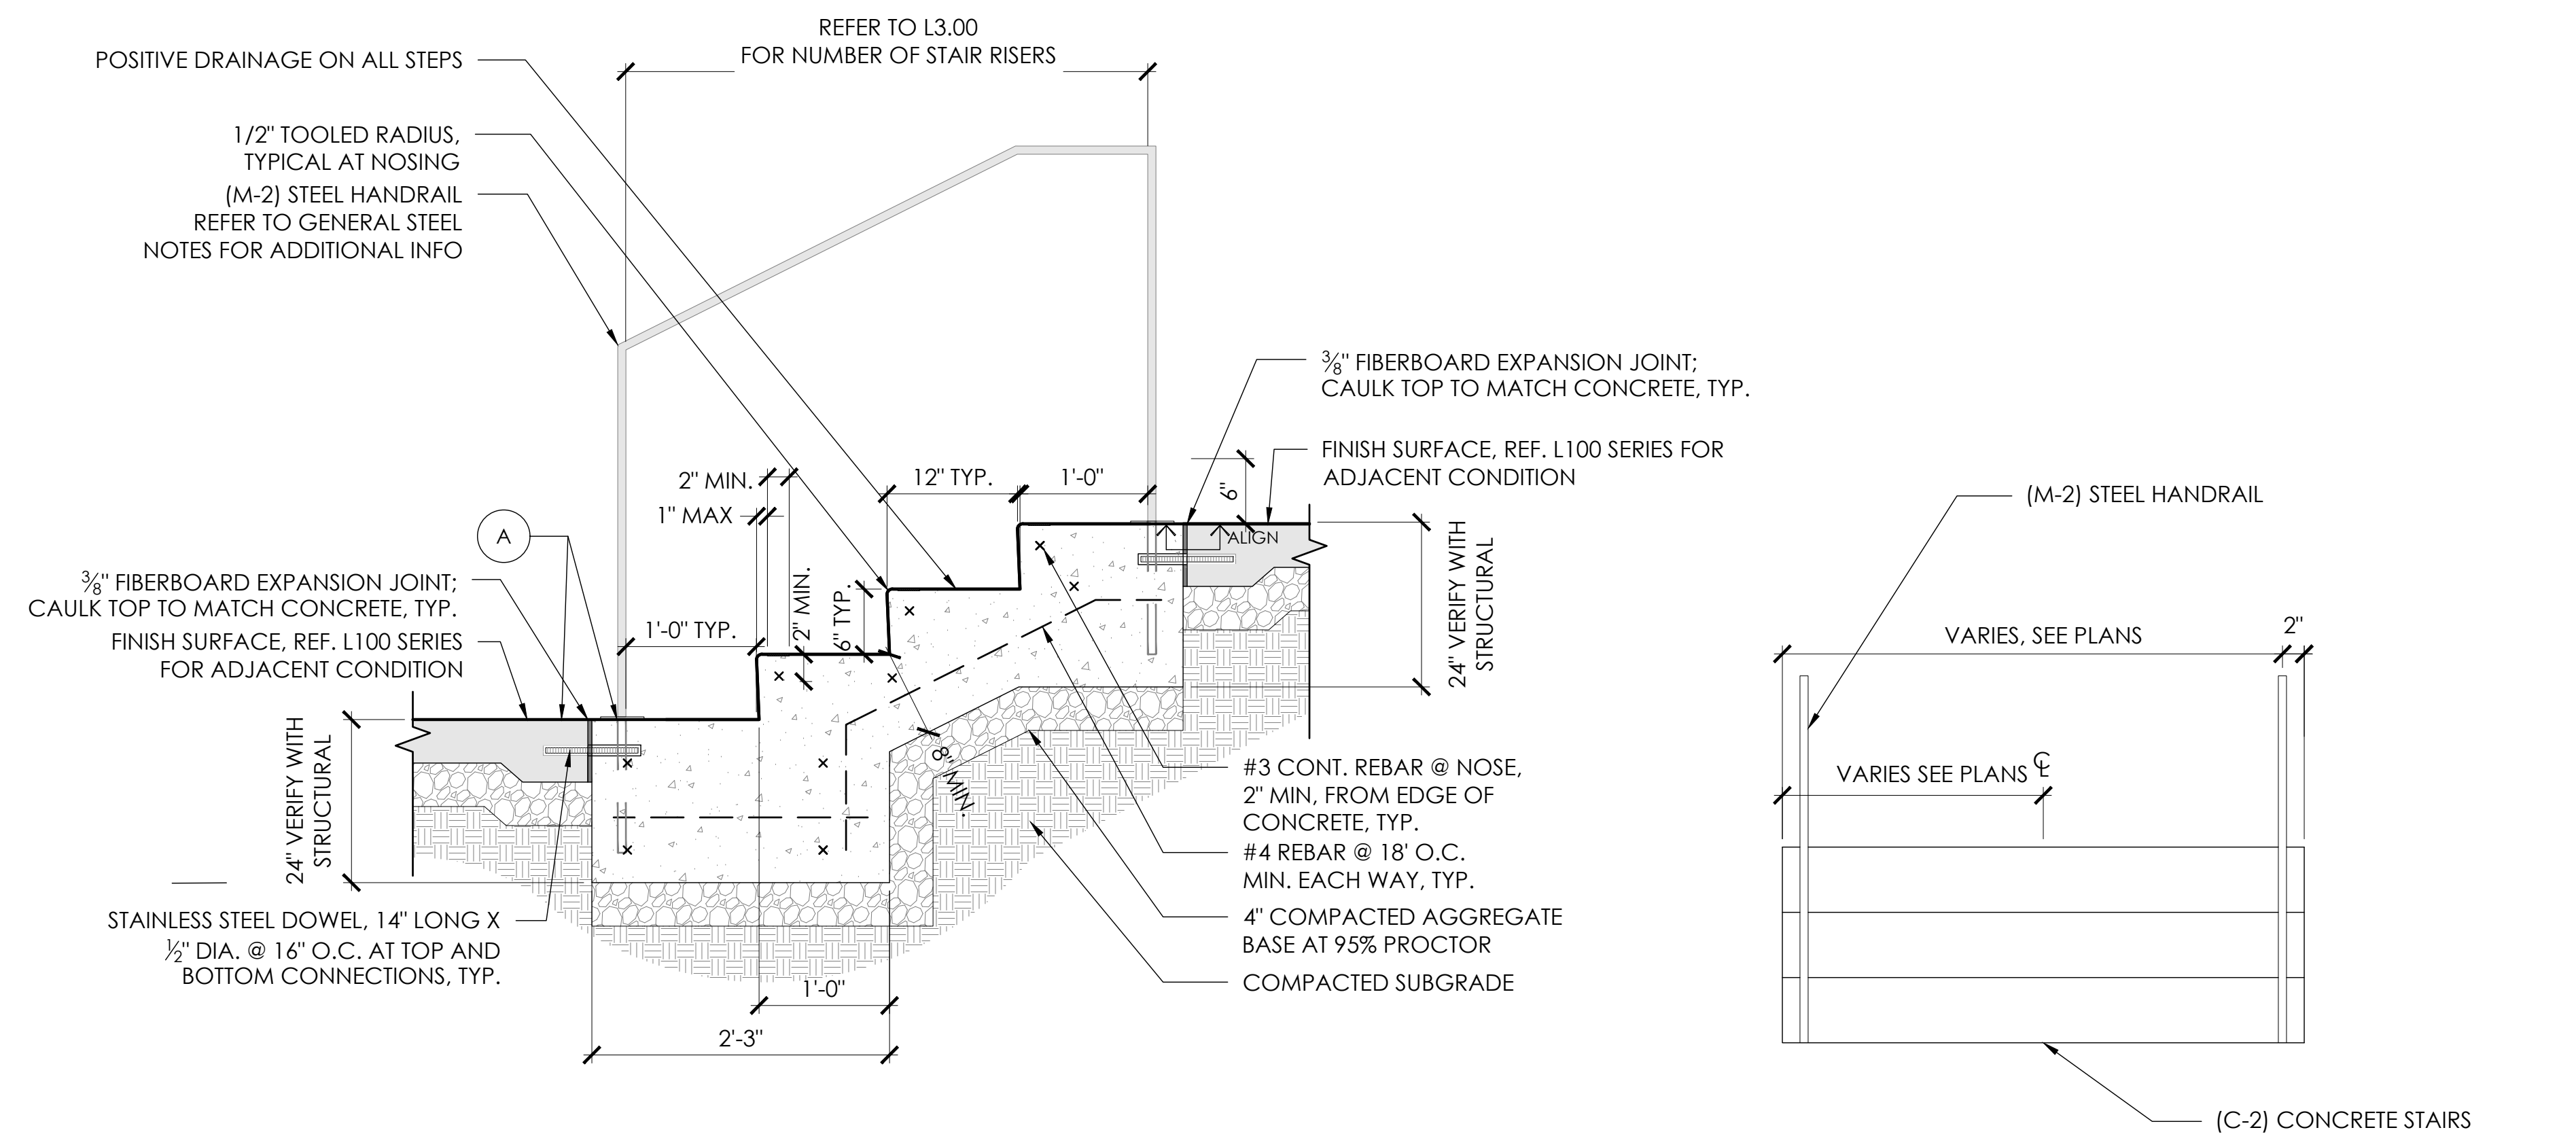 REFER TO L3.00
FOR NUMBER OF STAIR RISERS
POSITIVE DRAINAGE ON ALL STEPS
1/2" TOOLED RADIUS,
TYPICAL AT NOSING
(M-2) STEEL HANDRAIL
REFER TO GENERAL STEEL
NOTES FOR ADDITIONAL INFO
⅜" FIBERBOARD EXPANSION JOINT;
CAULK TOP TO MATCH CONCRETE, TYP.
FINISH SURFACE, REF. L100 SERIES FOR
ADJACENT CONDITION
2" MIN.
1" MAX
12" TYP.
1'-0"
6"
ALIGN
24" VERIFY WITH
STRUCTURAL
A
⅜" FIBERBOARD EXPANSION JOINT;
CAULK TOP TO MATCH CONCRETE, TYP.
FINISH SURFACE, REF. L100 SERIES
FOR ADJACENT CONDITION
1'-0" TYP.
2" MIN.
6" TYP.
8" MIN.
24" VERIFY WITH
STRUCTURAL
STAINLESS STEEL DOWEL, 14" LONG X
½" DIA. @ 16" O.C. AT TOP AND
BOTTOM CONNECTIONS, TYP.
1'-0"
2'-3"
#3 CONT. REBAR @ NOSE,
2" MIN, FROM EDGE OF
CONCRETE, TYP.
#4 REBAR @ 18' O.C.
MIN. EACH WAY, TYP.
4" COMPACTED AGGREGATE
BASE AT 95% PROCTOR
COMPACTED SUBGRADE
(M-2) STEEL HANDRAIL
VARIES, SEE PLANS
2"
VARIES SEE PLANS ℄
(C-2) CONCRETE STAIRS